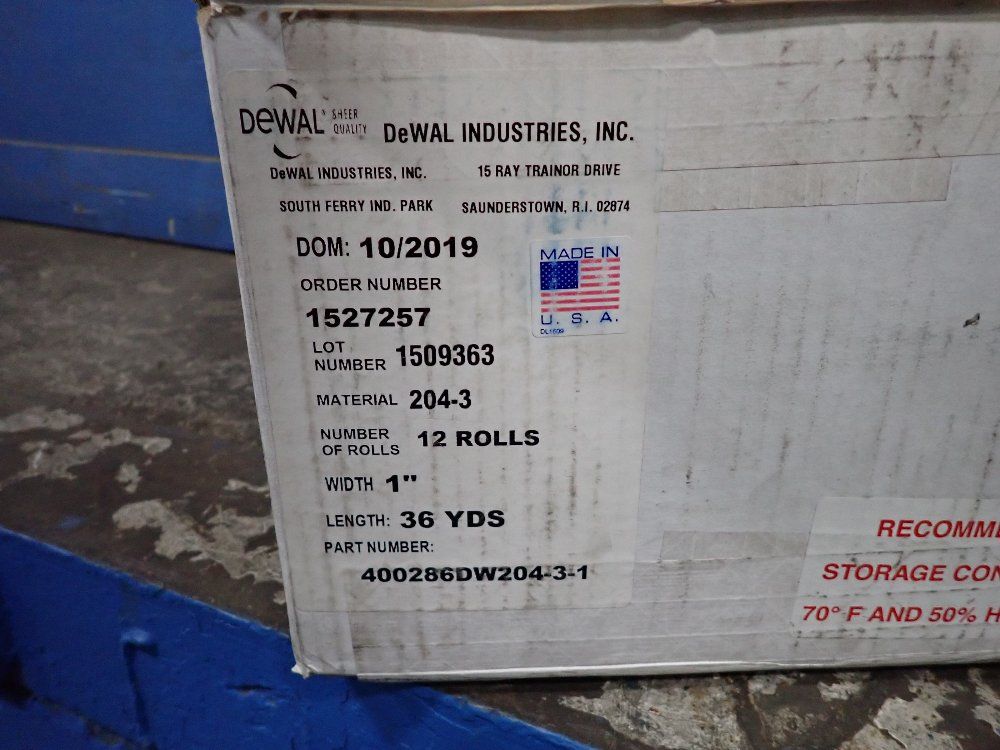 DeWAL® SHEER QUALITY
DeWAL INDUSTRIES, INC.
DeWAL INDUSTRIES, INC. 15 RAY TRAINOR DRIVE
SOUTH FERRY IND. PARK SAUNDERSTOWN, R.I. 02874
DOM: 10/2019
MADE IN
U. S. A.
DL1609
ORDER NUMBER
1527257
LOT
NUMBER 1509363
MATERIAL 204-3
NUMBER
OF ROLLS 12 ROLLS
WIDTH 1"
LENGTH: 36 YDS
PART NUMBER:
400286DW204-3-1
RECOMME
STORAGE CON
70° F AND 50% H